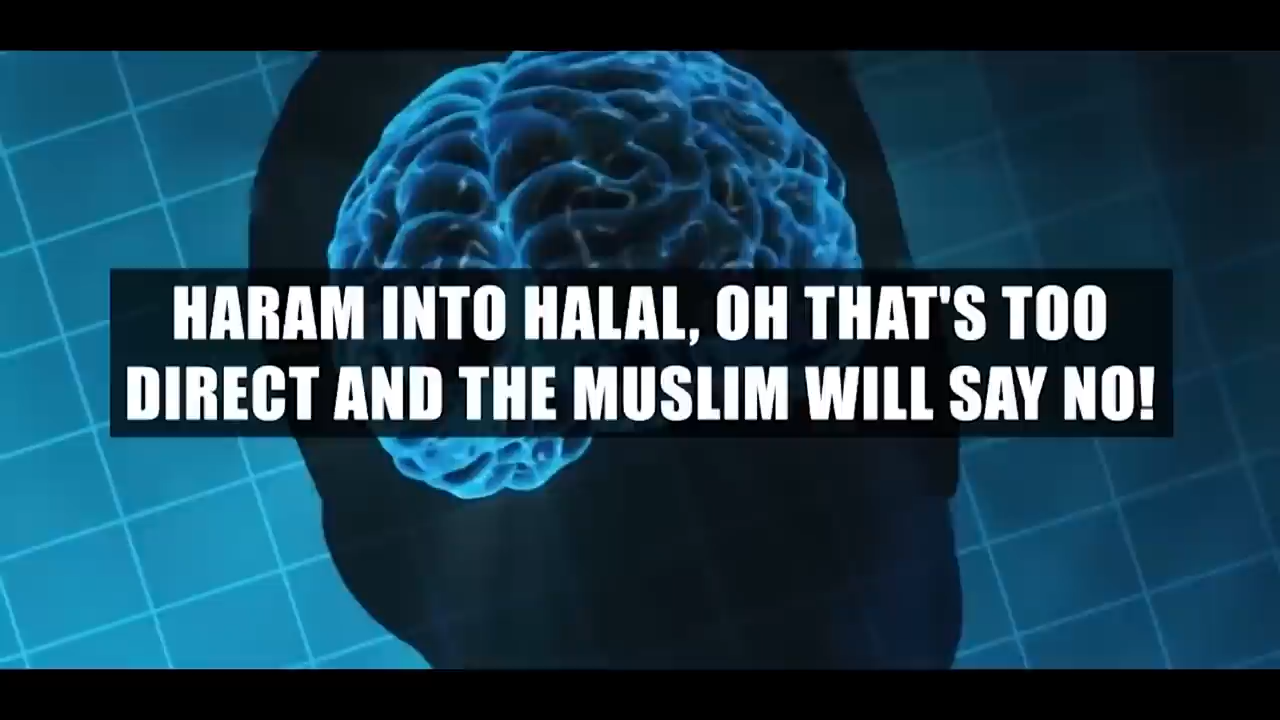 HARAM INTO HALAL, OH THAT'S TOO
DIRECT AND THE MUSLIM WILL SAY NO!